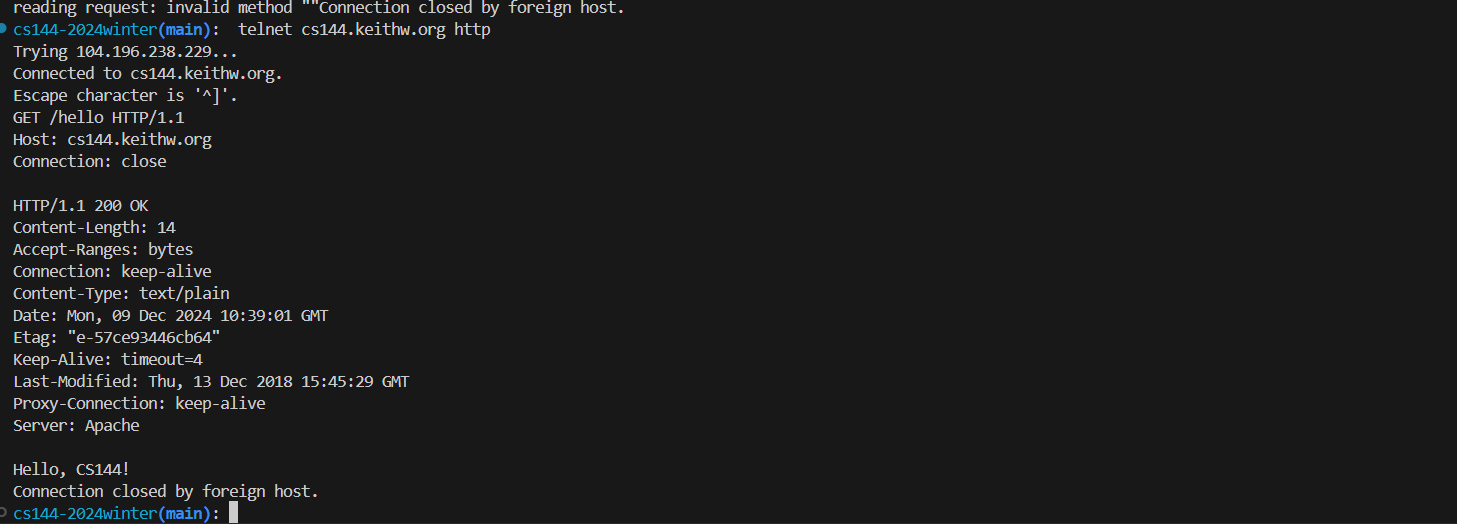 reading request: invalid method ""Connection closed by foreign host.
cs144-2024winter(main):  telnet cs144.keithw.org http
Trying 104.196.238.229...
Connected to cs144.keithw.org.
Escape character is '^]'.
GET /hello HTTP/1.1
Host: cs144.keithw.org
Connection: close

HTTP/1.1 200 OK
Content-Length: 14
Accept-Ranges: bytes
Connection: keep-alive
Content-Type: text/plain
Date: Mon, 09 Dec 2024 10:39:01 GMT
Etag: "e-57ce93446cb64"
Keep-Alive: timeout=4
Last-Modified: Thu, 13 Dec 2018 15:45:29 GMT
Proxy-Connection: keep-alive
Server: Apache

Hello, CS144!
Connection closed by foreign host.
cs144-2024winter(main):